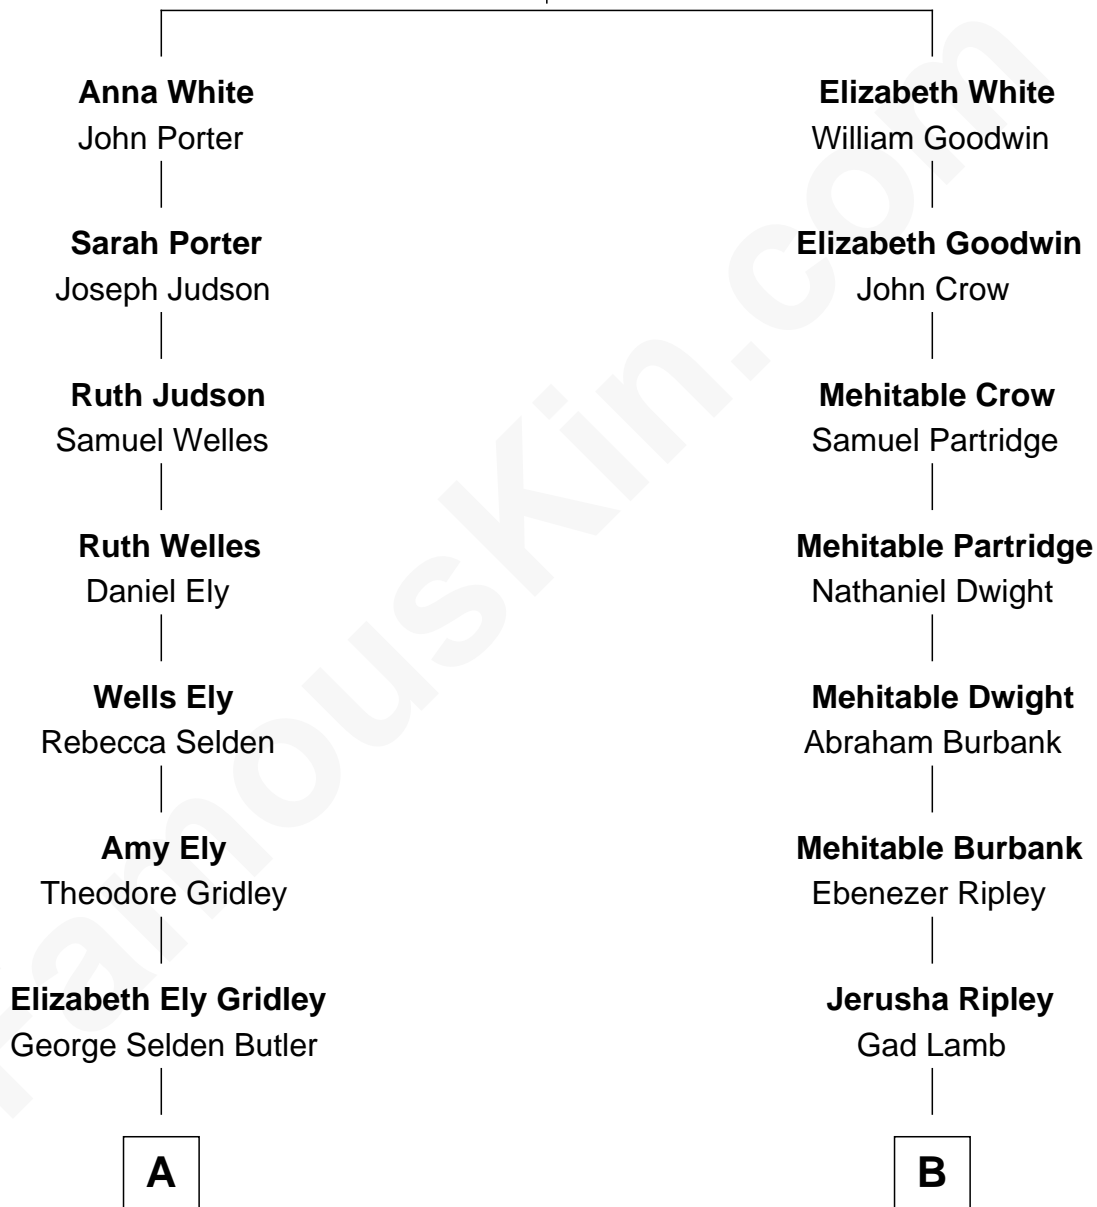 Anna White
John Porter
Sarah Porter
Joseph Judson
Ruth Judson
Samuel Welles
Ruth Welles
Daniel Ely
Wells Ely
Rebecca Selden
Amy Ely
Theodore Gridley
Elizabeth Ely Gridley
George Selden Butler
A
Elizabeth White
William Goodwin
Elizabeth Goodwin
John Crow
Mehitable Crow
Samuel Partridge
Mehitable Partridge
Nathaniel Dwight
Mehitable Dwight
Abraham Burbank
Mehitable Burbank
Ebenezer Ripley
Jerusha Ripley
Gad Lamb
B
FamousKin.com